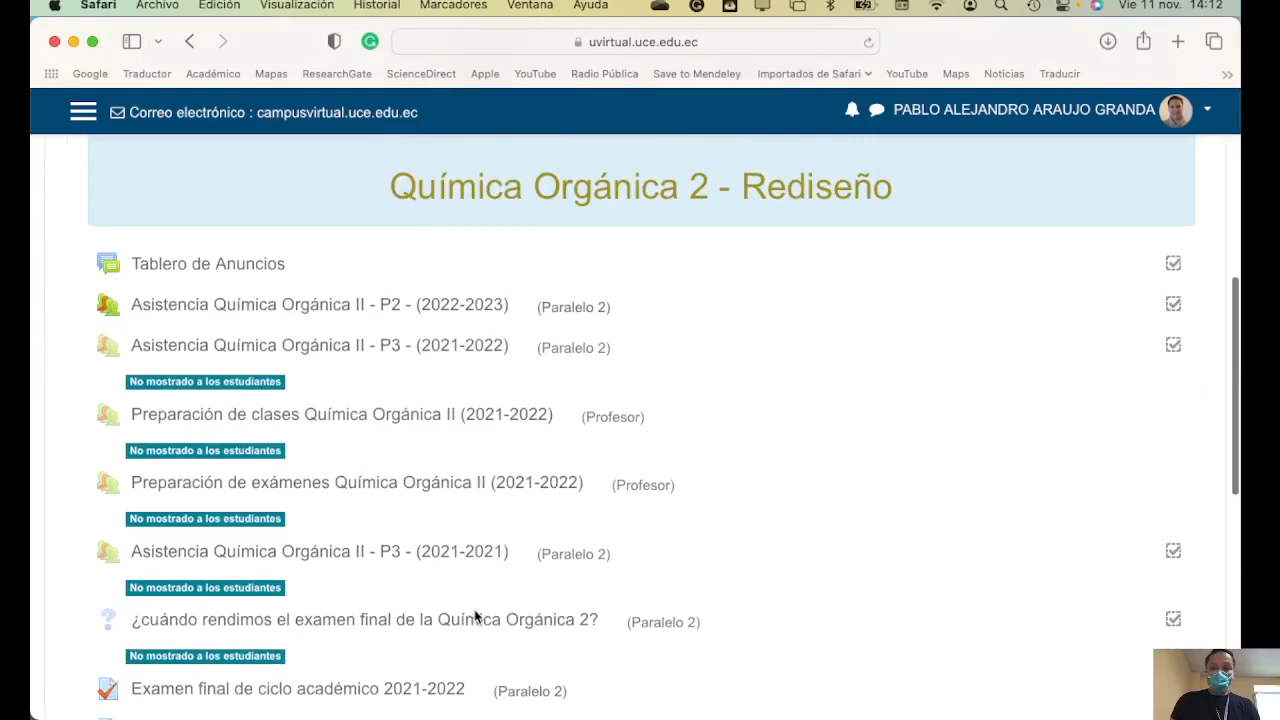 Safari Archivo Edición Visualización Historial Marcadores Ventana Ayuda Vie 11 nov. 14:12
uvirtual.uce.edu.ec
Google Traductor Académico Mapas ResearchGate ScienceDirect Apple YouTube Radio Pública Save to Mendeley Importados de Safari YouTube Maps Noticias Traducir
Correo electrónico : campusvirtual.uce.edu.ec PABLO ALEJANDRO ARAUJO GRANDA
Química Orgánica 2 - Rediseño
Tablero de Anuncios
Asistencia Química Orgánica II - P2 - (2022-2023) (Paralelo 2)
Asistencia Química Orgánica II - P3 - (2021-2022) (Paralelo 2)
No mostrado a los estudiantes
Preparación de clases Química Orgánica II (2021-2022) (Profesor)
No mostrado a los estudiantes
Preparación de exámenes Química Orgánica II (2021-2022) (Profesor)
No mostrado a los estudiantes
Asistencia Química Orgánica II - P3 - (2021-2021) (Paralelo 2)
No mostrado a los estudiantes
¿cuándo rendimos el examen final de la Química Orgánica 2? (Paralelo 2)
No mostrado a los estudiantes
Examen final de ciclo académico 2021-2022 (Paralelo 2)